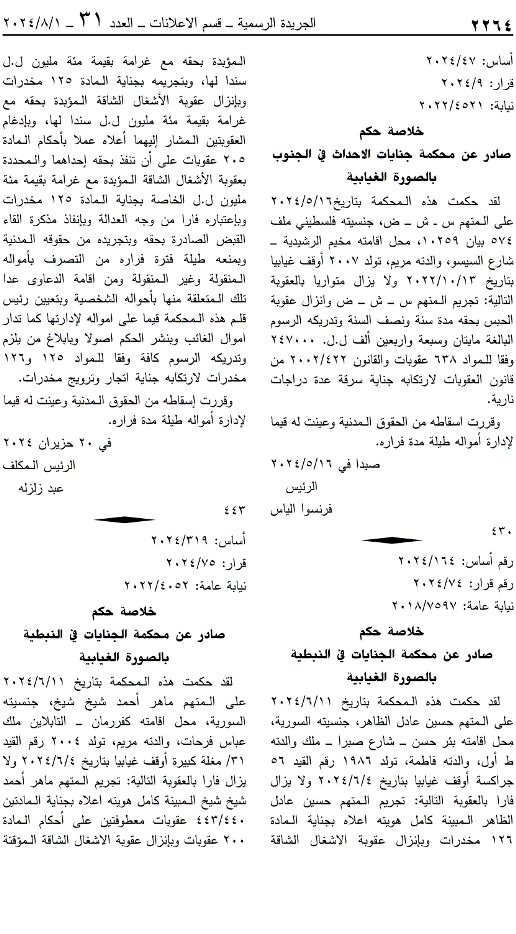 ٢٢٦٤
الجريدة الرسمية ــ قسم الاعلانات ــ العدد ٣١ ــ ٢٠٢٤/٨/١
أساس: ٢٠٢٤/٤٧
قرار: ٢٠٢٤/٩
نيابة: ٢٠٢٢/٤٥٢١
خلاصة حكم
صادر عن محكمة جنايات الاحداث في الجنوب
بالصورة الغيابية
لقد حكمت هذه المحكمة بتاريخ٢٠٢٤/٥/١٦
على المتهم س ــ ش ــ ض، جنسيته فلسطيني ملف
٥٧٤ بيان ١٠٢٥٩، محل اقامته مخيم الرشيدية ــ
شارع السيسو، والدته مريم، تولد ٢٠٠٧ أوقف غيابيا
بتاريخ ٢٠٢٢/١٠/١٣ ولا يزال متواريا بالعقوبة
التالية: تجريم المتهم س ــ ش ــ ض وانزال عقوبة
الحبس بحقه مدة سنة ونصف السنة وتدريكه الرسوم
البالغة مايتان وسبعة واربعين ألف ل.ل. ٢٤٧٠٠٠
وفقا للمواد ٦٣٨ عقوبات والقانون ٢٠٠٢/٤٢٢ من
قانون العقوبات لارتكابه جناية سرقة عدة دراجات
نارية.
وقررت اسقاطه من الحقوق المدنية وعينت له قيما
لإدارة أمواله طيلة مدة فراره.
صيدا في ٢٠٢٤/٥/١٦
الرئيس
فرنسوا الياس
٤٣٠
رقم أساس: ٢٠٢٤/١٦٤
رقم قرار: ٢٠٢٤/٧٤
نيابة عامة: ٢٠١٨/٧٥٩٧
خلاصة حكم
صادر عن محكمة الجنايات في النبطية
بالصورة الغيابية
لقد حكمت هذه المحكمة بتاريخ ٢٠٢٤/٦/١١
على المتهم حسين عادل الظاهر، جنسيته السورية،
محل اقامته بئر حسن ــ شارع صبرا ــ ملك والدته
ط أول، والدته فاطمة، تولد ١٩٨٦ رقم القيد ٥٦
جراكسة أوقف غيابيا بتاريخ ٢٠٢٤/٦/٤ ولا يزال
فارا بالعقوبة التالية: تجريم المتهم حسين عادل
الظاهر المبينة كامل هويته اعلاه بجناية المادة
١٢٦ مخدرات وبإنزال عقوبة الاشغال الشاقة
المؤبدة بحقه مع غرامة بقيمة مئة مليون ل.ل
سندا لها، وبتجريمه بجناية المادة ١٢٥ مخدرات
وبإنزال عقوبة الأشغال الشاقة المؤبدة بحقه مع
غرامة بقيمة مئة مليون ل.ل سندا لها، وبإدغام
العقوبتين المشار إليهما أعلاه عملا بأحكام المادة
٢٠٥ عقوبات على أن تنفذ بحقه إحداهما والمحددة
بعقوبة الأشغال الشاقة المؤبدة مع غرامة بقيمة مئة
مليون ل.ل الخاصة بجناية المادة ١٢٥ مخدرات
وبإعتباره فارا من وجه العدالة وبإنفاذ مذكرة القاء
القبض الصادرة بحقه وبتجريده من حقوقه المدنية
وبمنعه طيلة فترة فراره من التصرف بأمواله
المنقولة وغير المنقولة ومن اقامة الدعاوى عدا
تلك المتعلقة منها بأحواله الشخصية وبتعيين رئيس
قلم هذه المحكمة قيما على امواله لإدارتها كما تدار
اموال الغائب وبنشر الحكم اصولا وبإبلاغ من يلزم
وتدريكه الرسوم كافة وفقا للمواد ١٢٥ و١٢٦
مخدرات لارتكابه جناية اتجار وترويج مخدرات.
وقررت إسقاطه من الحقوق المدنية وعينت له قيما
لإدارة أمواله طيلة مدة فراره.
في ٢٠ حزيران ٢٠٢٤
الرئيس المكلف
عبد زلزله
٤٤٣
أساس: ٢٠٢٤/٣١٩
قرار: ٢٠٢٤/٧٥
نيابة عامة: ٢٠٢٢/٤٠٥٢
خلاصة حكم
صادر عن محكمة الجنايات في النبطية
بالصورة الغيابية
لقد حكمت هذه المحكمة بتاريخ ٢٠٢٤/٦/١١
على المتهم ماهر أحمد شيخ شيخ، جنسيته
السورية، محل اقامته كفررمان ــ التابلاين ملك
عباس فرحات، والدته مريم، تولد ٢٠٠٤ رقم القيد
٣١/ مغلة كبيرة أوقف غيابيا بتاريخ ٢٠٢٤/٦/٤ ولا
يزال فارا بالعقوبة التالية: تجريم المتهم ماهر أحمد
شيخ شيخ المبينة كامل هويته اعلاه بجناية المادتين
٤٤٣/٤٤٠ عقوبات معطوفتين على أحكام المادة
٢٠٠ عقوبات وبإنزال عقوبة الاشغال الشاقة المؤقتة